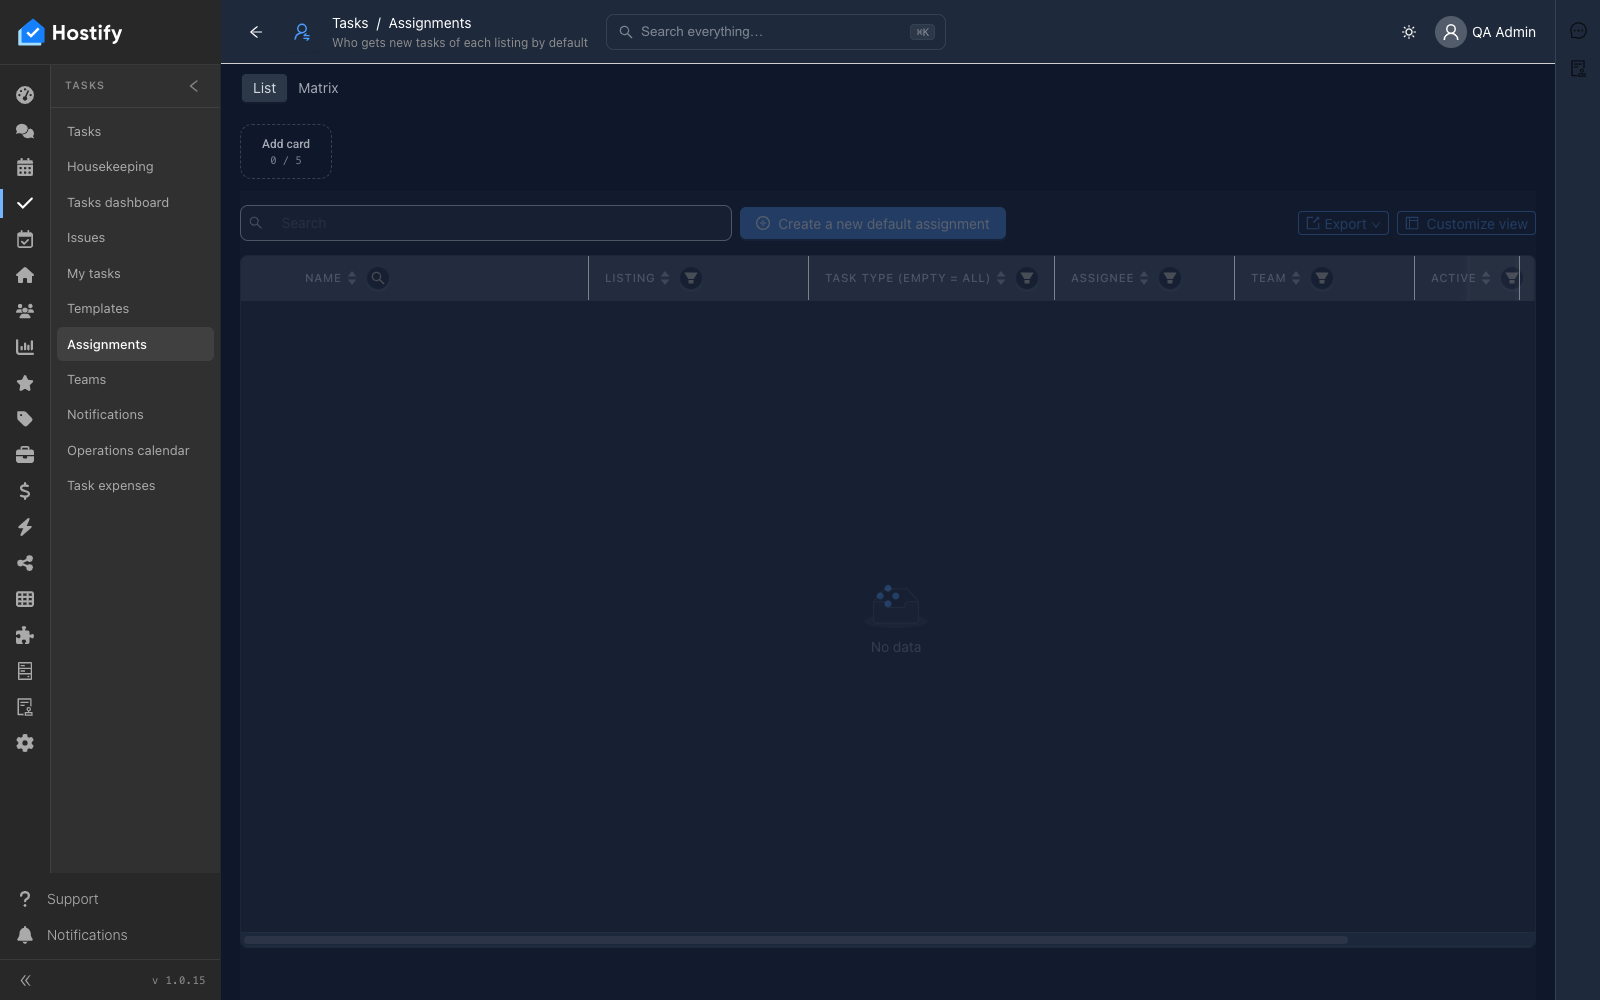 Hostify
TASKS
Tasks
Housekeeping
Tasks dashboard
Issues
My tasks
Templates
Assignments
Teams
Notifications
Operations calendar
Task expenses
Support
Notifications
v 1.0.15
Tasks / Assignments
Who gets new tasks of each listing by default
Search everything...
⌘K
QA Admin
List
Matrix
Add card
0 / 5
Search
Create a new default assignment
Export
Customize view
NAME
LISTING
TASK TYPE (EMPTY = ALL)
ASSIGNEE
TEAM
ACTIVE
No data